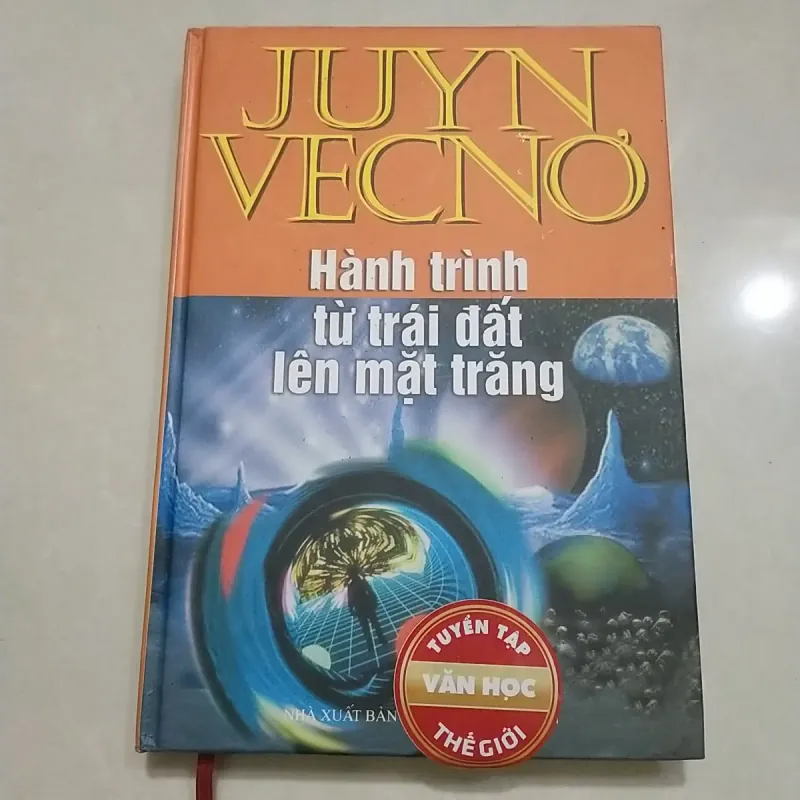 JUYN
VECNƠ
Hành trình
từ trái đất
lên mặt trăng
NHÀ XUẤT BẢN
TUYỂN TẬP
VĂN HỌC
THẾ GIỚI